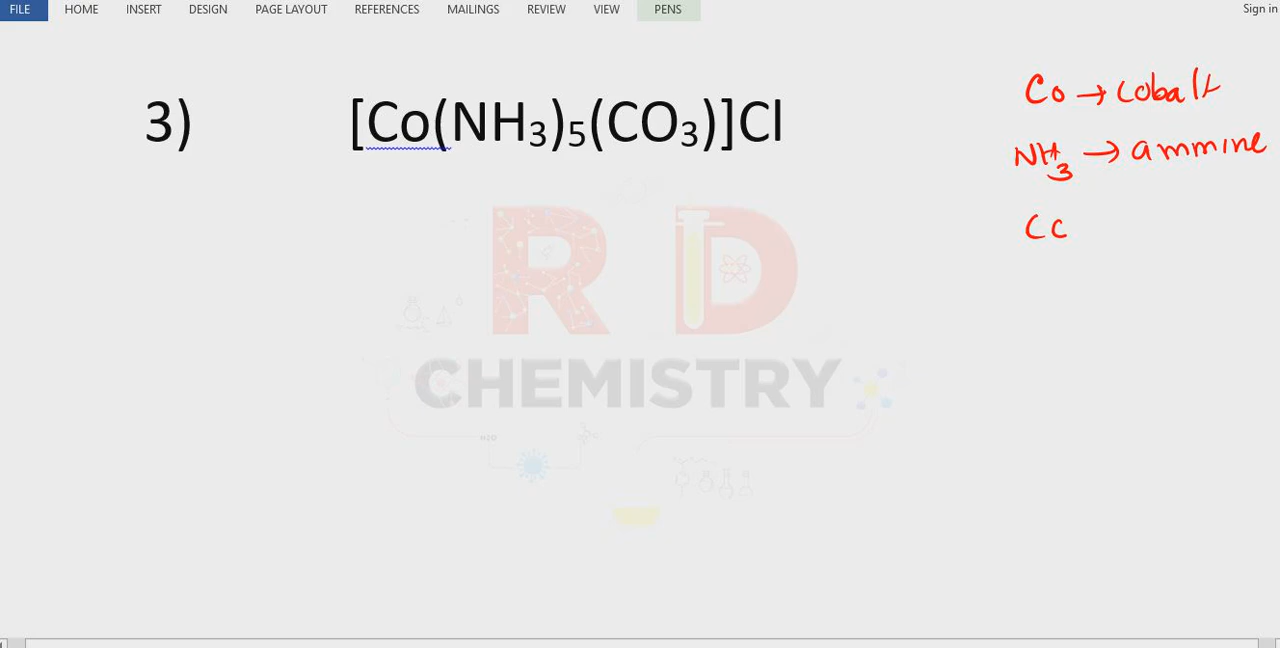 FILE HOME INSERT DESIGN PAGE LAYOUT REFERENCES MAILINGS REVIEW VIEW PENS Sign in
3) [Co(NH₃)₅(CO₃)]Cl
Co → cobalt
NH₃ → ammine
CC
RD
CHEMISTRY